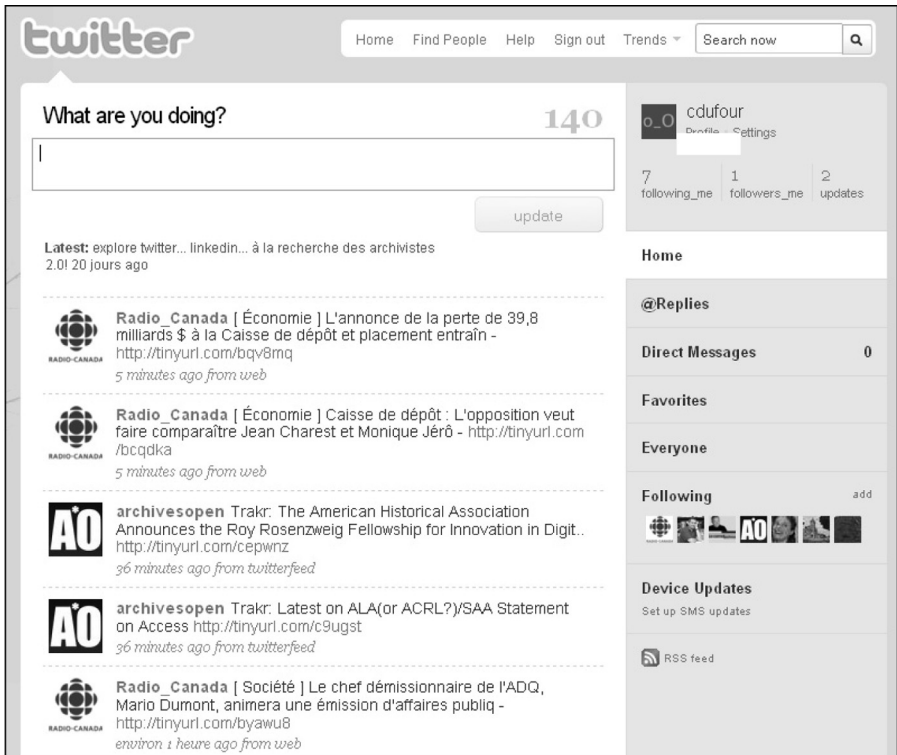 twitter
Home Find People Help Sign out Trends Search now
What are you doing? 140
update
Latest: explore twitter... linkedin... à la recherche des archivistes
2.0! 20 jours ago
RADIO-CANADA
Radio_Canada [ Économie ] L'annonce de la perte de 39,8
milliards $ à la Caisse de dépôt et placement entraîn -
http://tinyurl.com/bqv8mq
5 minutes ago from web
RADIO-CANADA
Radio_Canada [ Économie ] Caisse de dépôt : L'opposition veut
faire comparaître Jean Charest et Monique Jérô - http://tinyurl.com
/bcqdka
5 minutes ago from web
A*O
archivesopen Trakr: The American Historical Association
Announces the Roy Rosenzweig Fellowship for Innovation in Digit..
http://tinyurl.com/cepwnz
36 minutes ago from twitterfeed
A*O
archivesopen Trakr: Latest on ALA(or ACRL?)/SAA Statement
on Access http://tinyurl.com/c9ugst
36 minutes ago from twitterfeed
RADIO-CANADA
Radio_Canada [ Société ] Le chef démissionnaire de l'ADQ,
Mario Dumont, animera une émission d'affaires publiq -
http://tinyurl.com/byawu8
environ 1 heure ago from web
o_O
cdufour
Profile Settings
7 1 2
following_me followers_me updates
Home
@Replies
Direct Messages 0
Favorites
Everyone
Following add
A*O
Device Updates
Set up SMS updates
RSS feed